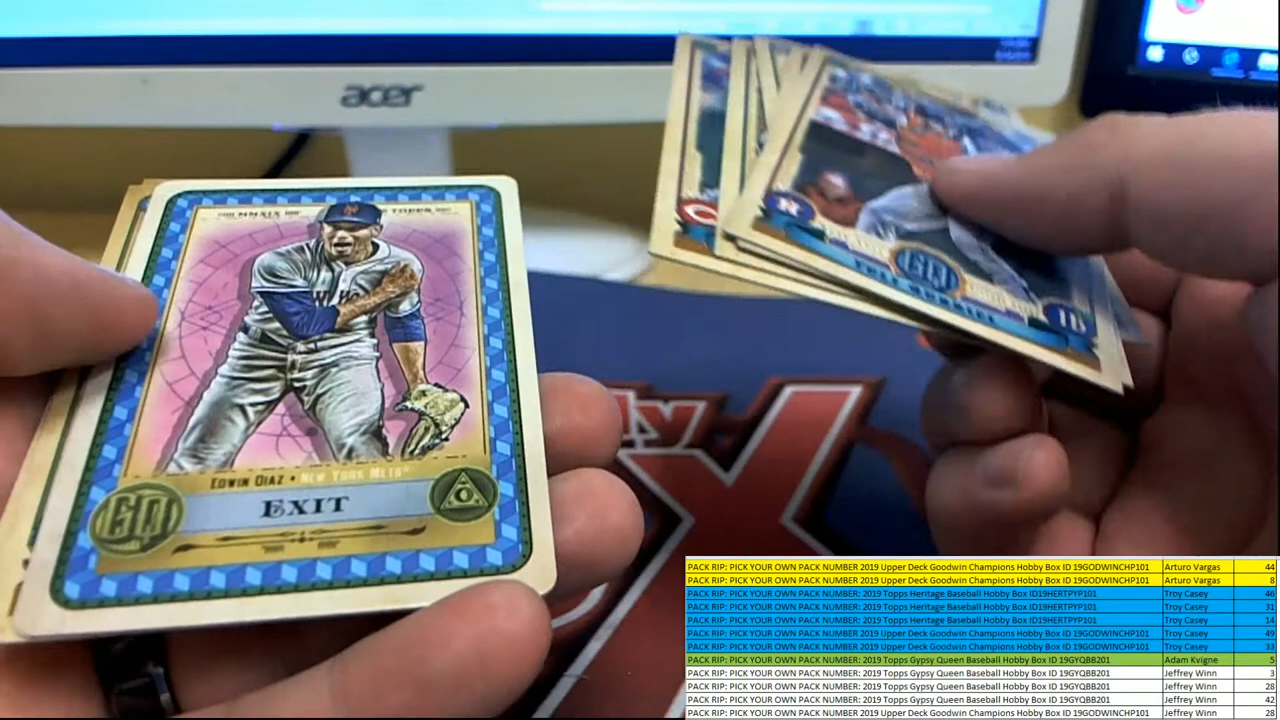 acer
MMXIX TOPPS
EDWIN DIAZ • NEW YORK METS
GQ
EXIT
GQ
YULI GURRIEL
1B
PACK RIP: PICK YOUR OWN PACK NUMBER 2019 Upper Deck Goodwin Champions Hobby Box ID 19GODWINCHP101 Arturo Vargas 44
PACK RIP: PICK YOUR OWN PACK NUMBER 2019 Upper Deck Goodwin Champions Hobby Box ID 19GODWINCHP101 Arturo Vargas 8
PACK RIP: PICK YOUR OWN PACK NUMBER: 2019 Topps Heritage Baseball Hobby Box ID19HERTPYP101 Troy Casey 46
PACK RIP: PICK YOUR OWN PACK NUMBER: 2019 Topps Heritage Baseball Hobby Box ID19HERTPYP101 Troy Casey 31
PACK RIP: PICK YOUR OWN PACK NUMBER: 2019 Topps Heritage Baseball Hobby Box ID19HERTPYP101 Troy Casey 14
PACK RIP: PICK YOUR OWN PACK NUMBER 2019 Upper Deck Goodwin Champions Hobby Box ID 19GODWINCHP101 Troy Casey 49
PACK RIP: PICK YOUR OWN PACK NUMBER 2019 Upper Deck Goodwin Champions Hobby Box ID 19GODWINCHP101 Troy Casey 33
PACK RIP: PICK YOUR OWN PACK NUMBER: 2019 Topps Gypsy Queen Baseball Hobby Box ID 19GYQBB201 Adam Kvigne 5
PACK RIP: PICK YOUR OWN PACK NUMBER: 2019 Topps Gypsy Queen Baseball Hobby Box ID 19GYQBB201 Jeffrey Winn 3
PACK RIP: PICK YOUR OWN PACK NUMBER: 2019 Topps Gypsy Queen Baseball Hobby Box ID 19GYQBB201 Jeffrey Winn 28
PACK RIP: PICK YOUR OWN PACK NUMBER: 2019 Topps Gypsy Queen Baseball Hobby Box ID 19GYQBB201 Jeffrey Winn 42
PACK RIP: PICK YOUR OWN PACK NUMBER 2019 Upper Deck Goodwin Champions Hobby Box ID 19GODWINCHP101 Jeffrey Winn 28